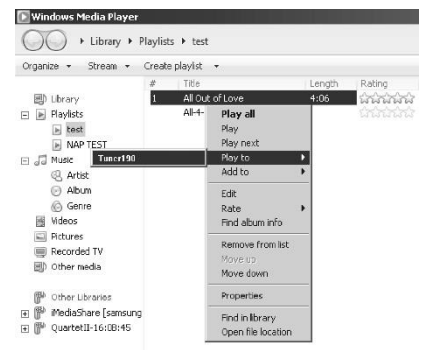 Windows Media Player
Library Playlists test
Organize Stream Create playlist
# Title Length Rating
Library
1 All Out of Love 4:06
Playlists
All-4-
Play all
test
Play
NAP TEST
Play next
Music
Tuner190
Play to
Artist
Add to
Album
Edit
Genre
Rate
Videos
Find album info
Pictures
Recorded TV
Remove from list
Other media
Move up
Move down
Other Libraries
Properties
iMediaShare [samsung
Find in library
QuartetII-16:0B:45
Open file location